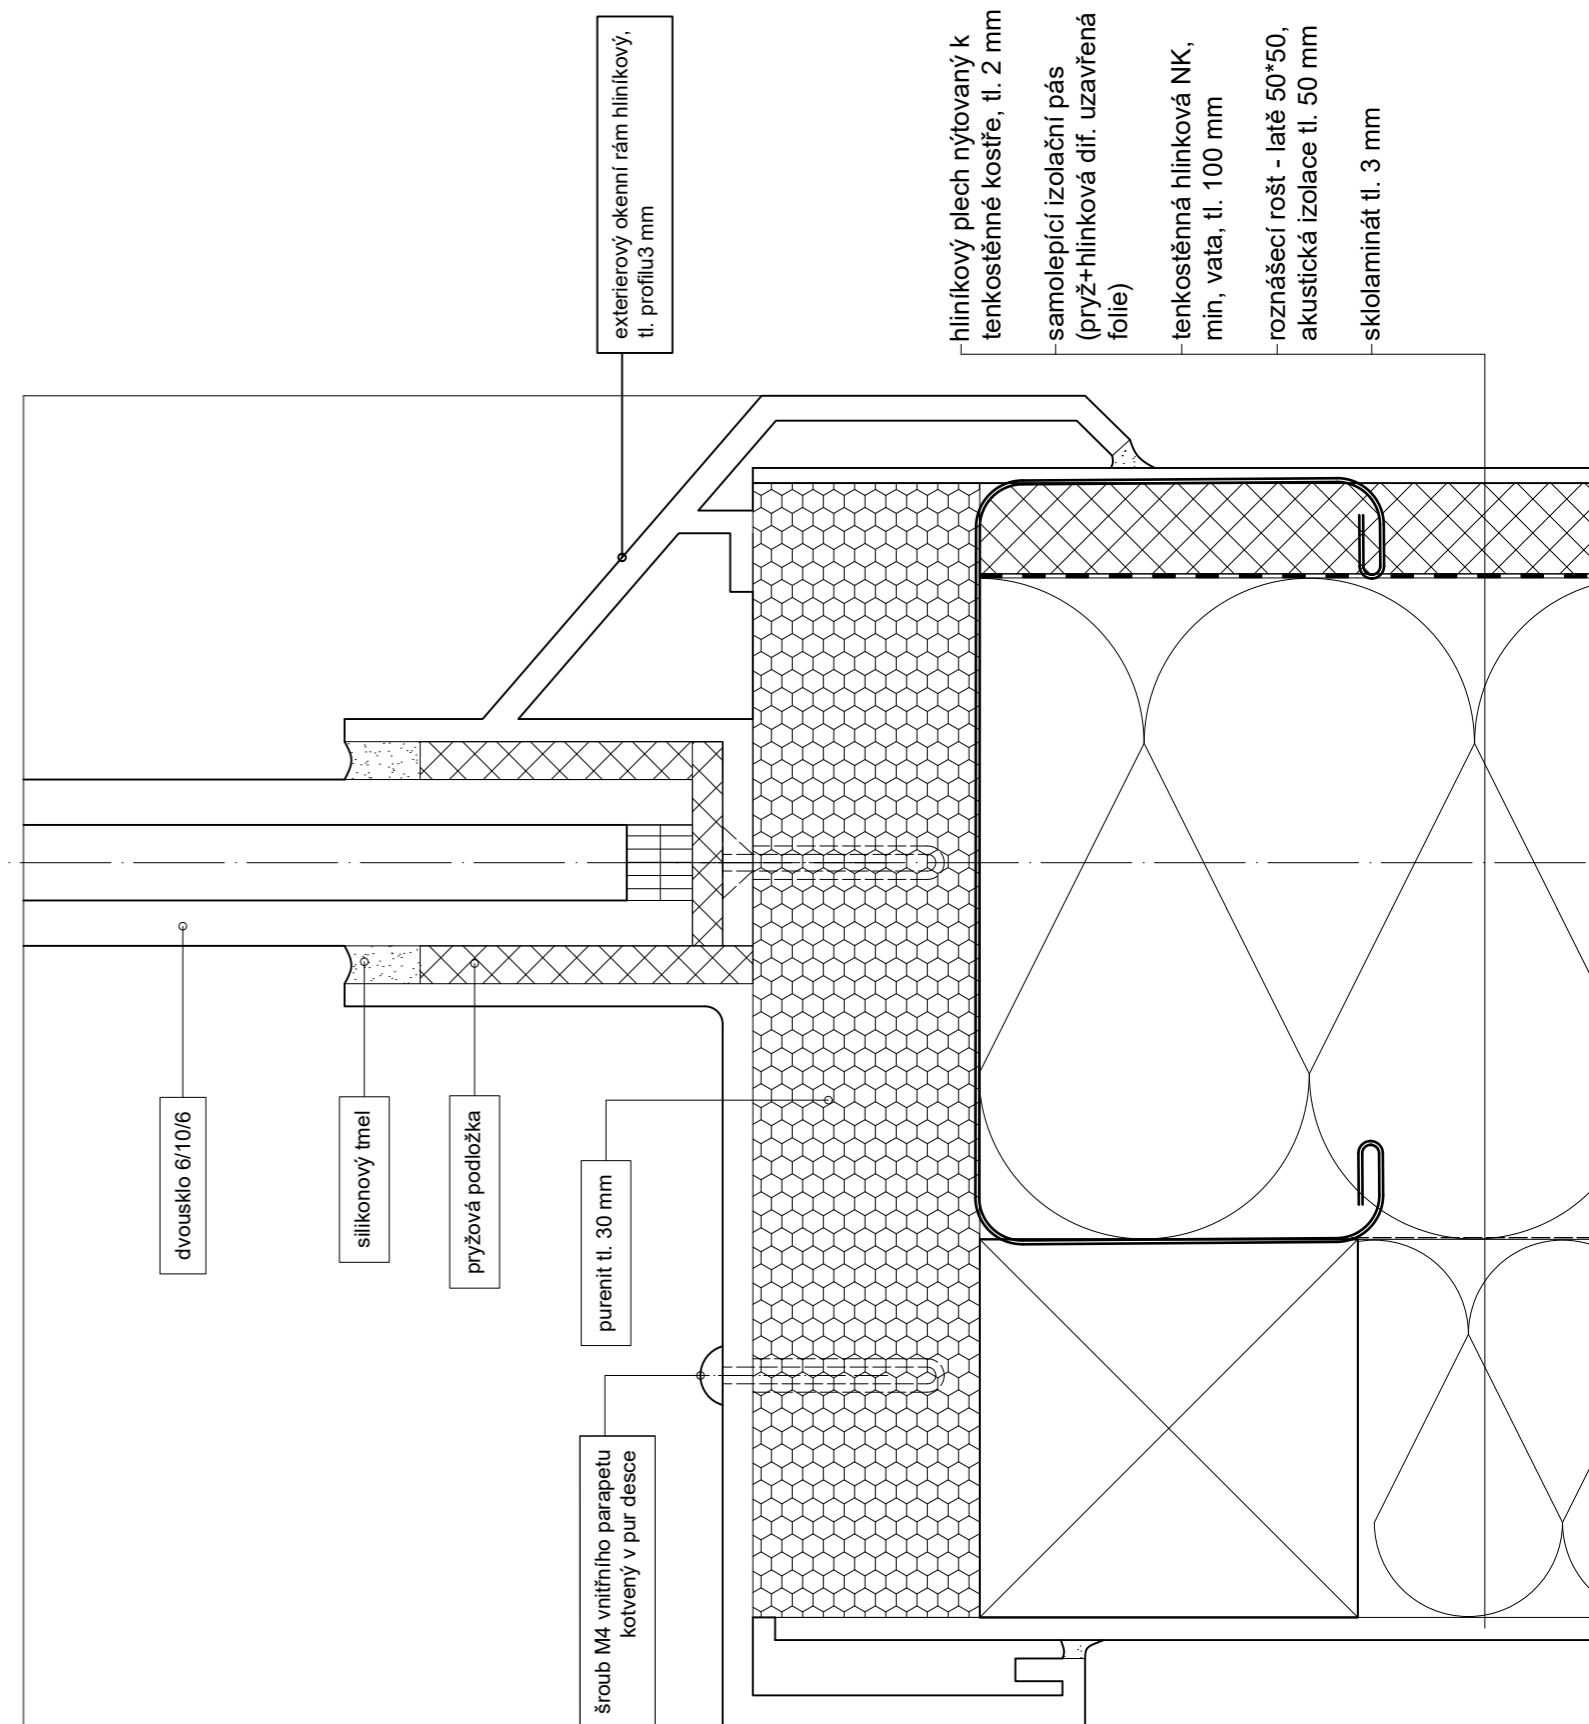 exterierový okenní rám hliníkový,
tl. profilu3 mm
hliníkový plech nýtovaný k
tenkostěnné kostře, tl. 2 mm
samolepící izolační pás
(pryž+hlinková dif. uzavřená
folie)
tenkostěnná hlinková NK,
min, vata, tl. 100 mm
roznášecí rošt - latě 50*50,
akustická izolace tl. 50 mm
sklolaminát tl. 3 mm
dvousklo 6/10/6
silikonový tmel
pryžová podložka
purenit tl. 30 mm
šroub M4 vnitřního parapetu
kotvený v pur desce